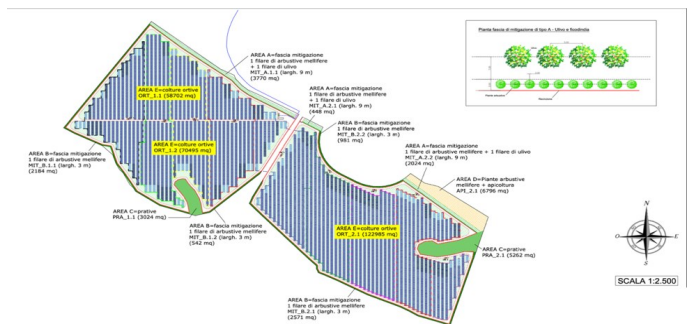 Pianta fascia di mitigazione di tipo A - Ulivo e ficodindia
AREA A=fascia mitigazione
1 filare di arbustive mellifere
+ 1 filare di ulivo
MIT_A.1.1 (largh. 9 m)
(3770 mq)
AREA E=colture ortive
ORT_1.1 (58702 mq)
AREA A=fascia mitigazione
1 filare di arbustive mellifere
+ 1 filare di ulivo
MIT_A.2.1 (largh. 9 m)
(448 mq)
AREA B=fascia mitigazione
1 filare di arbustive mellifere
MIT_B.2.2 (largh. 3 m)
(981 mq)
AREA E=colture ortive
ORT_1.2 (70495 mq)
AREA A=fascia mitigazione
1 filare di arbustive mellifere + 1 filare di ulivo
MIT_A.2.2 (largh. 9 m)
(2024 mq)
AREA B=fascia mitigazione
1 filare di arbustive mellifere
MIT_B.1.1 (largh. 3 m)
(2184 mq)
AREA D=Piante arbustive
mellifere + apicoltura
API_2.1 (6796 mq)
AREA C=prative
PRA_1.1 (3024 mq)
AREA B=fascia mitigazione
1 filare di arbustive mellifere
MIT_B.1.2 (largh. 3 m)
(542 mq)
AREA E=colture ortive
ORT_2.1 (122985 mq)
AREA C=prative
PRA_2.1 (5262 mq)
AREA B=fascia mitigazione
1 filare di arbustive mellifere
MIT_B.2.1 (largh. 3 m)
(2571 mq)
N
O
E
S
SCALA 1:2.500